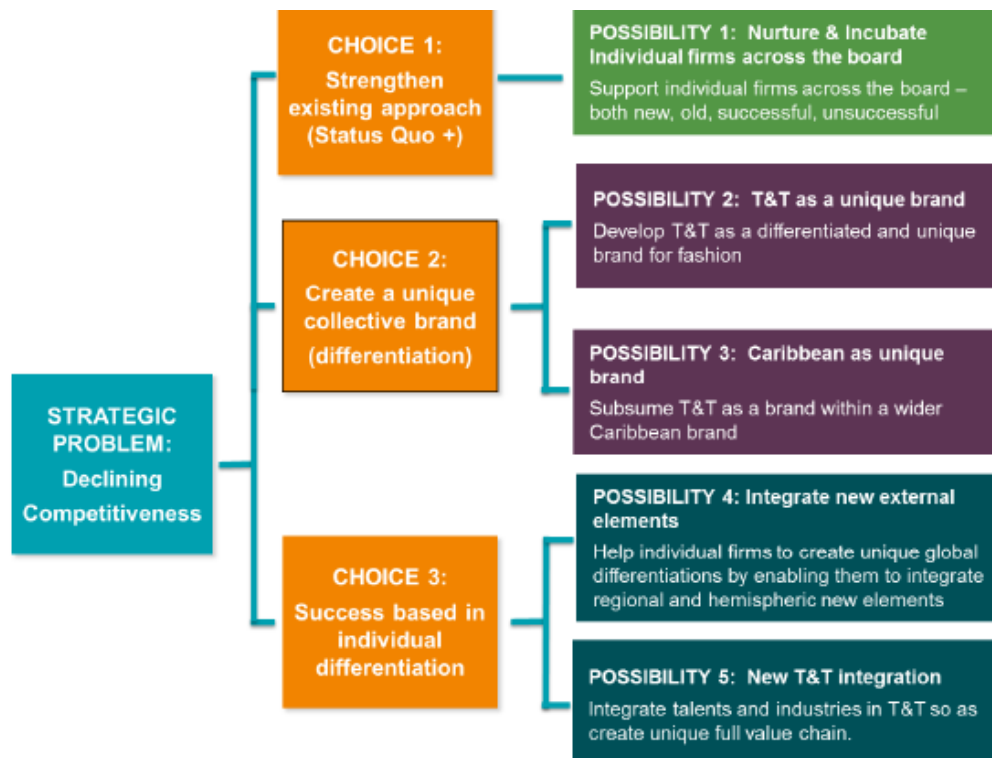 STRATEGIC
PROBLEM:
Declining
Competitiveness
CHOICE 1:
Strengthen
existing approach
(Status Quo +)
POSSIBILITY 1:  Nurture & Incubate
Individual firms across the board
Support individual firms across the board –
both new, old, successful, unsuccessful
CHOICE 2:
Create a unique
collective brand
(differentiation)
POSSIBILITY 2:  T&T as a unique brand
Develop T&T as a differentiated and unique
brand for fashion
POSSIBILITY 3:  Caribbean as unique
brand
Subsume T&T as a brand within a wider
Caribbean brand
CHOICE 3:
Success based in
individual
differentiation
POSSIBILITY 4: Integrate new external
elements
Help individual firms to create unique global
differentiations by enabling them to integrate
regional and hemispheric new elements
POSSIBILITY 5:  New T&T integration
Integrate talents and industries in T&T so as
create unique full value chain.